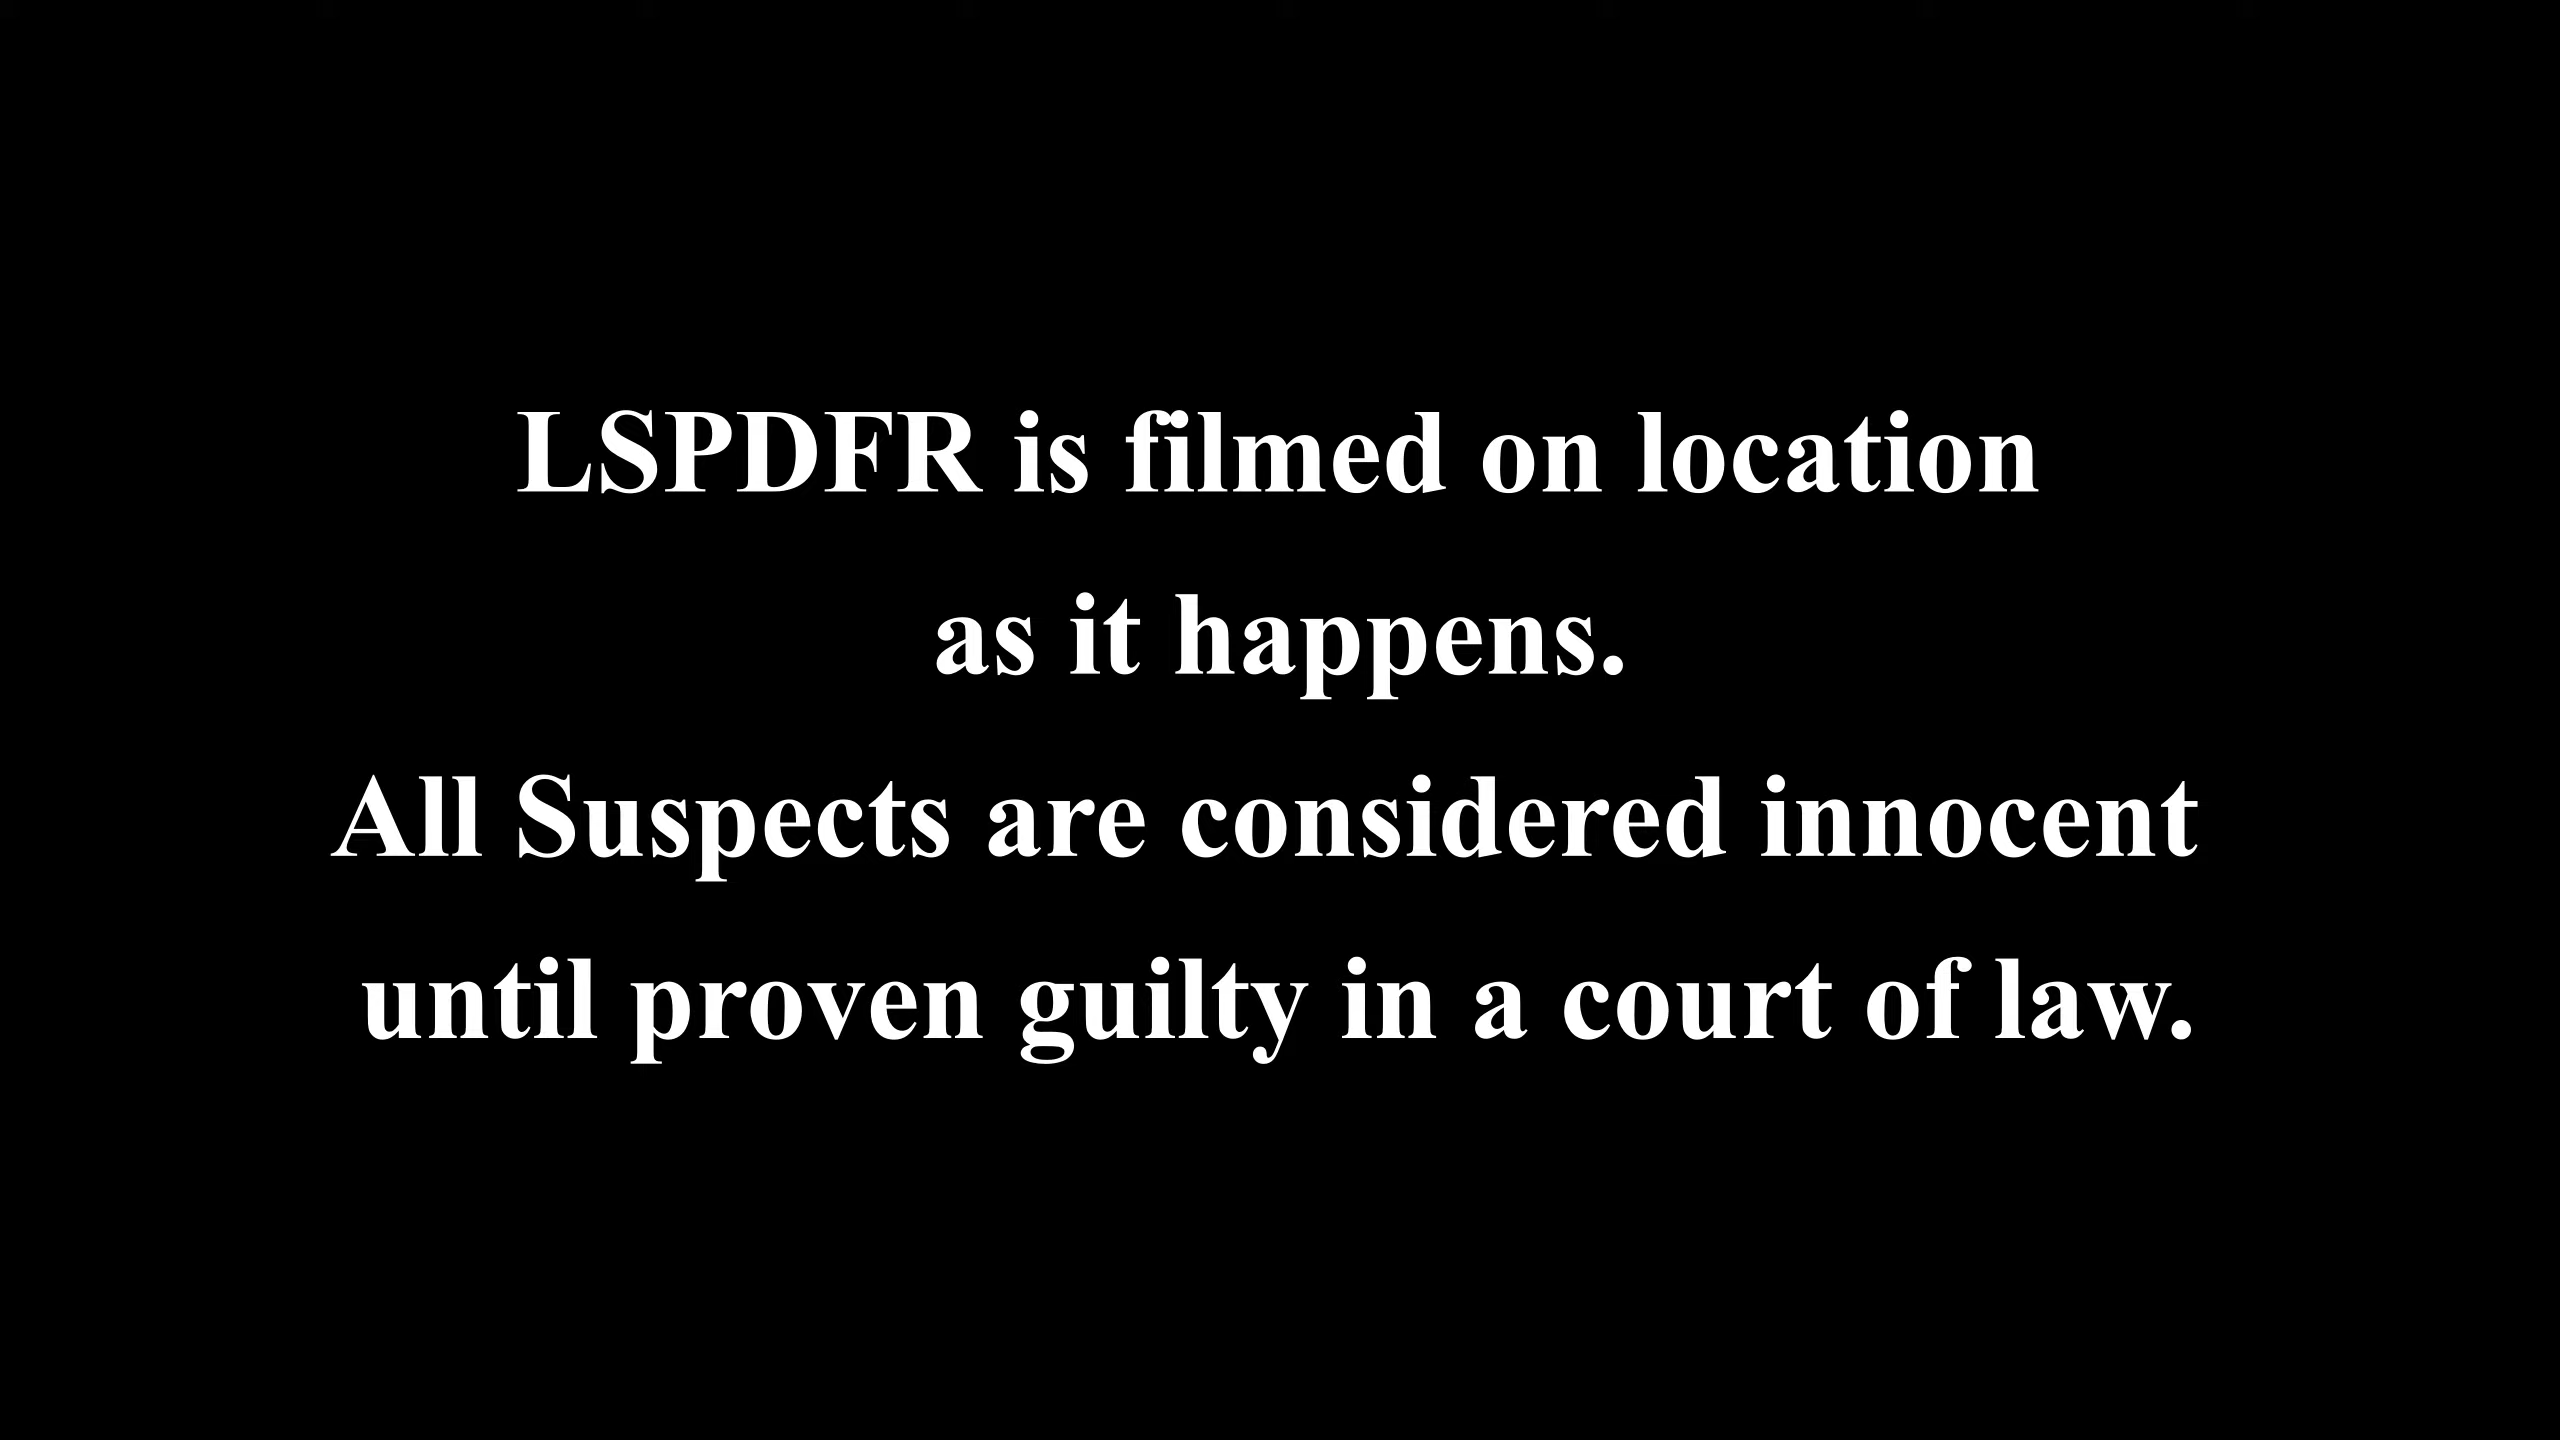 LSPDFR is filmed on location
as it happens.
All Suspects are considered innocent
until proven guilty in a court of law.